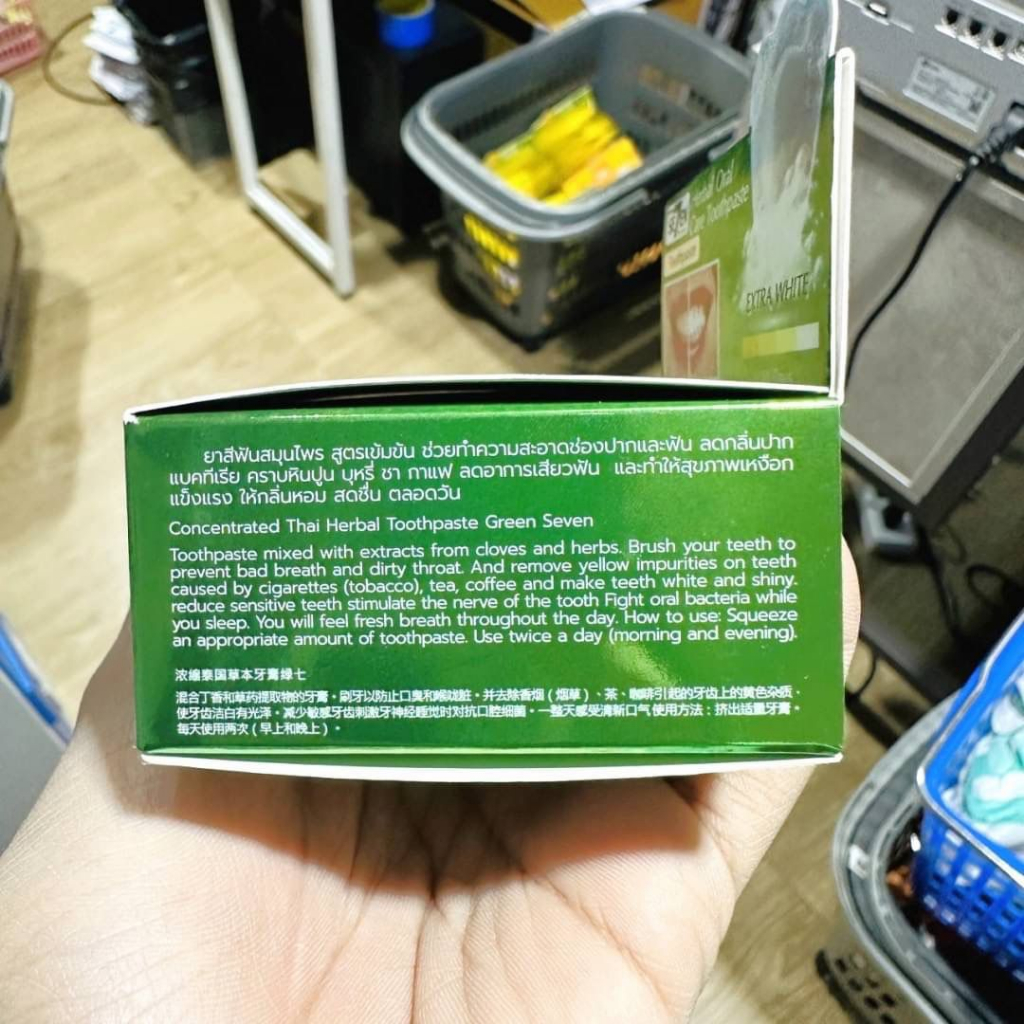 Herbal Oral
Care Toothpaste
EXTRA WHITE
ยาสีฟันสมุนไพร สูตรเข้มข้น ช่วยทำความสะอาดช่องปากและฟัน ลดกลิ่นปาก
แบคทีเรีย คราบหินปูน บุหรี่ ชา กาแฟ ลดอาการเสียวฟัน และทำให้สุขภาพเหงือก
แข็งแรง ให้กลิ่นหอม สดชื่น ตลอดวัน
Concentrated Thai Herbal Toothpaste Green Seven
Toothpaste mixed with extracts from cloves and herbs. Brush your teeth to
prevent bad breath and dirty throat. And remove yellow impurities on teeth
caused by cigarettes (tobacco), tea, coffee and make teeth white and shiny.
reduce sensitive teeth stimulate the nerve of the tooth Fight oral bacteria while
you sleep. You will feel fresh breath throughout the day. How to use: Squeeze
an appropriate amount of toothpaste. Use twice a day (morning and evening).
浓缩泰国草本牙膏绿七
混合丁香和草药提取物的牙膏。刷牙以防止口臭和喉咙脏。并去除香烟（烟草）、茶、咖啡引起的牙齿上的黄色杂质。
使牙齿洁白有光泽。减少敏感牙齿刺激牙神经睡觉时对抗口腔细菌。一整天感受清新口气 使用方法：挤出适量牙膏。
每天使用两次（早上和晚上）。